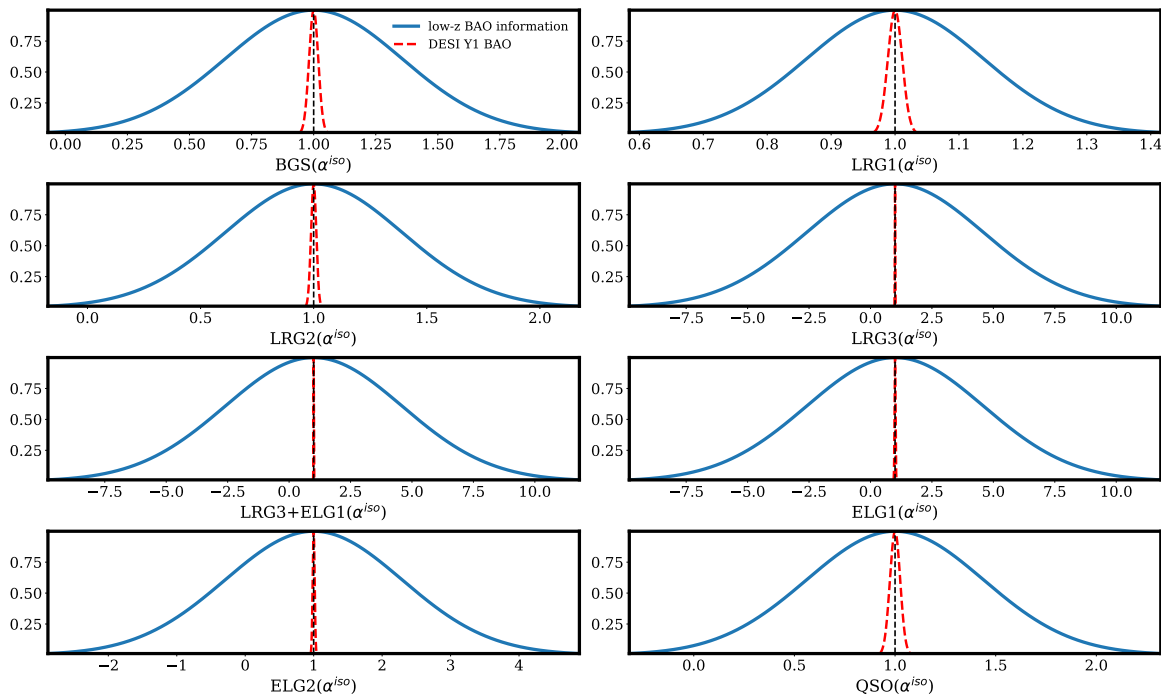 low-z BAO information
DESI Y1 BAO
0.75
0.50
0.25
0.00 0.25 0.50 0.75 1.00 1.25 1.50 1.75 2.00
BGS(α^{iso})
0.75
0.50
0.25
0.6 0.7 0.8 0.9 1.0 1.1 1.2 1.3 1.4
LRG1(α^{iso})
0.75
0.50
0.25
0.0 0.5 1.0 1.5 2.0
LRG2(α^{iso})
0.75
0.50
0.25
−7.5 −5.0 −2.5 0.0 2.5 5.0 7.5 10.0
LRG3(α^{iso})
0.75
0.50
0.25
−7.5 −5.0 −2.5 0.0 2.5 5.0 7.5 10.0
LRG3+ELG1(α^{iso})
0.75
0.50
0.25
−7.5 −5.0 −2.5 0.0 2.5 5.0 7.5 10.0
ELG1(α^{iso})
0.75
0.50
0.25
−2 −1 0 1 2 3 4
ELG2(α^{iso})
0.75
0.50
0.25
0.0 0.5 1.0 1.5 2.0
QSO(α^{iso})